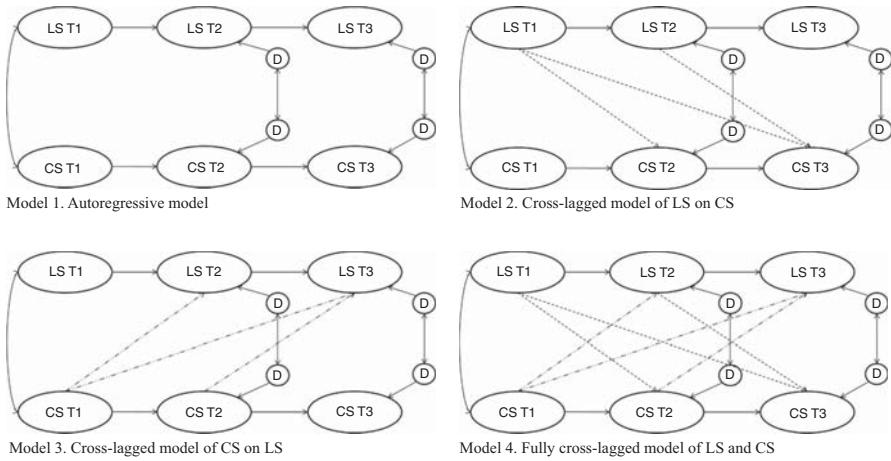 LS T1 LS T2 LS T3
D D
D D
CS T1 CS T2 CS T3
Model 1. Autoregressive model
LS T1 LS T2 LS T3
D D
D D
CS T1 CS T2 CS T3
Model 2. Cross-lagged model of LS on CS
LS T1 LS T2 LS T3
D D
D D
CS T1 CS T2 CS T3
Model 3. Cross-lagged model of CS on LS
LS T1 LS T2 LS T3
D D
D D
CS T1 CS T2 CS T3
Model 4. Fully cross-lagged model of LS and CS